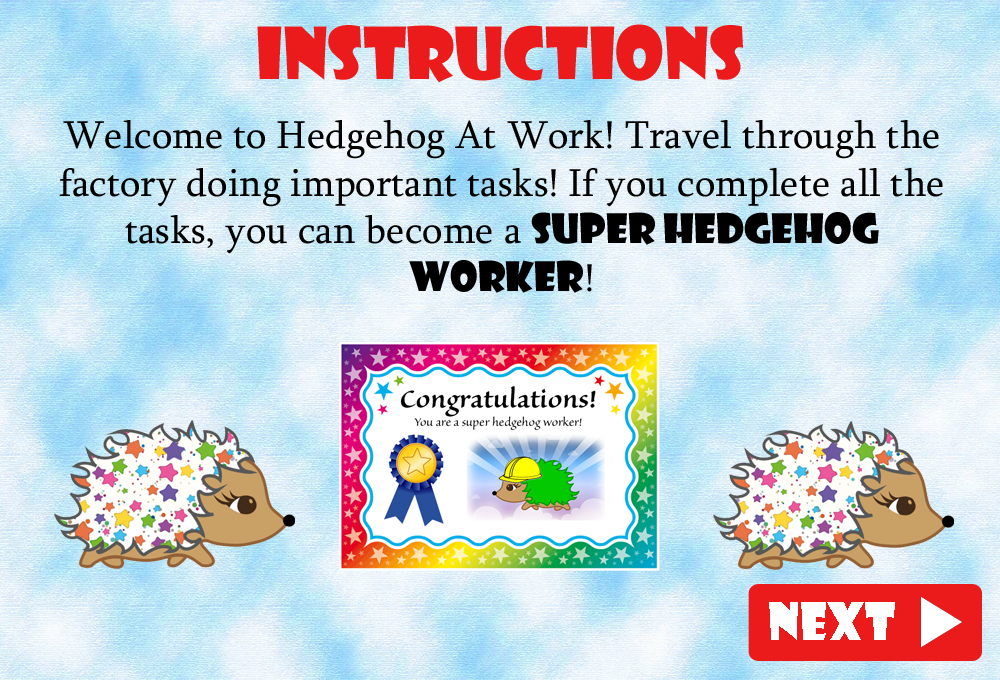 INSTRUCTIONS
Welcome to Hedgehog At Work! Travel through the
factory doing important tasks! If you complete all the
tasks, you can become a SUPER HEDGEHOG
WORKER!
Congratulations!
You are a super hedgehog worker!
NEXT